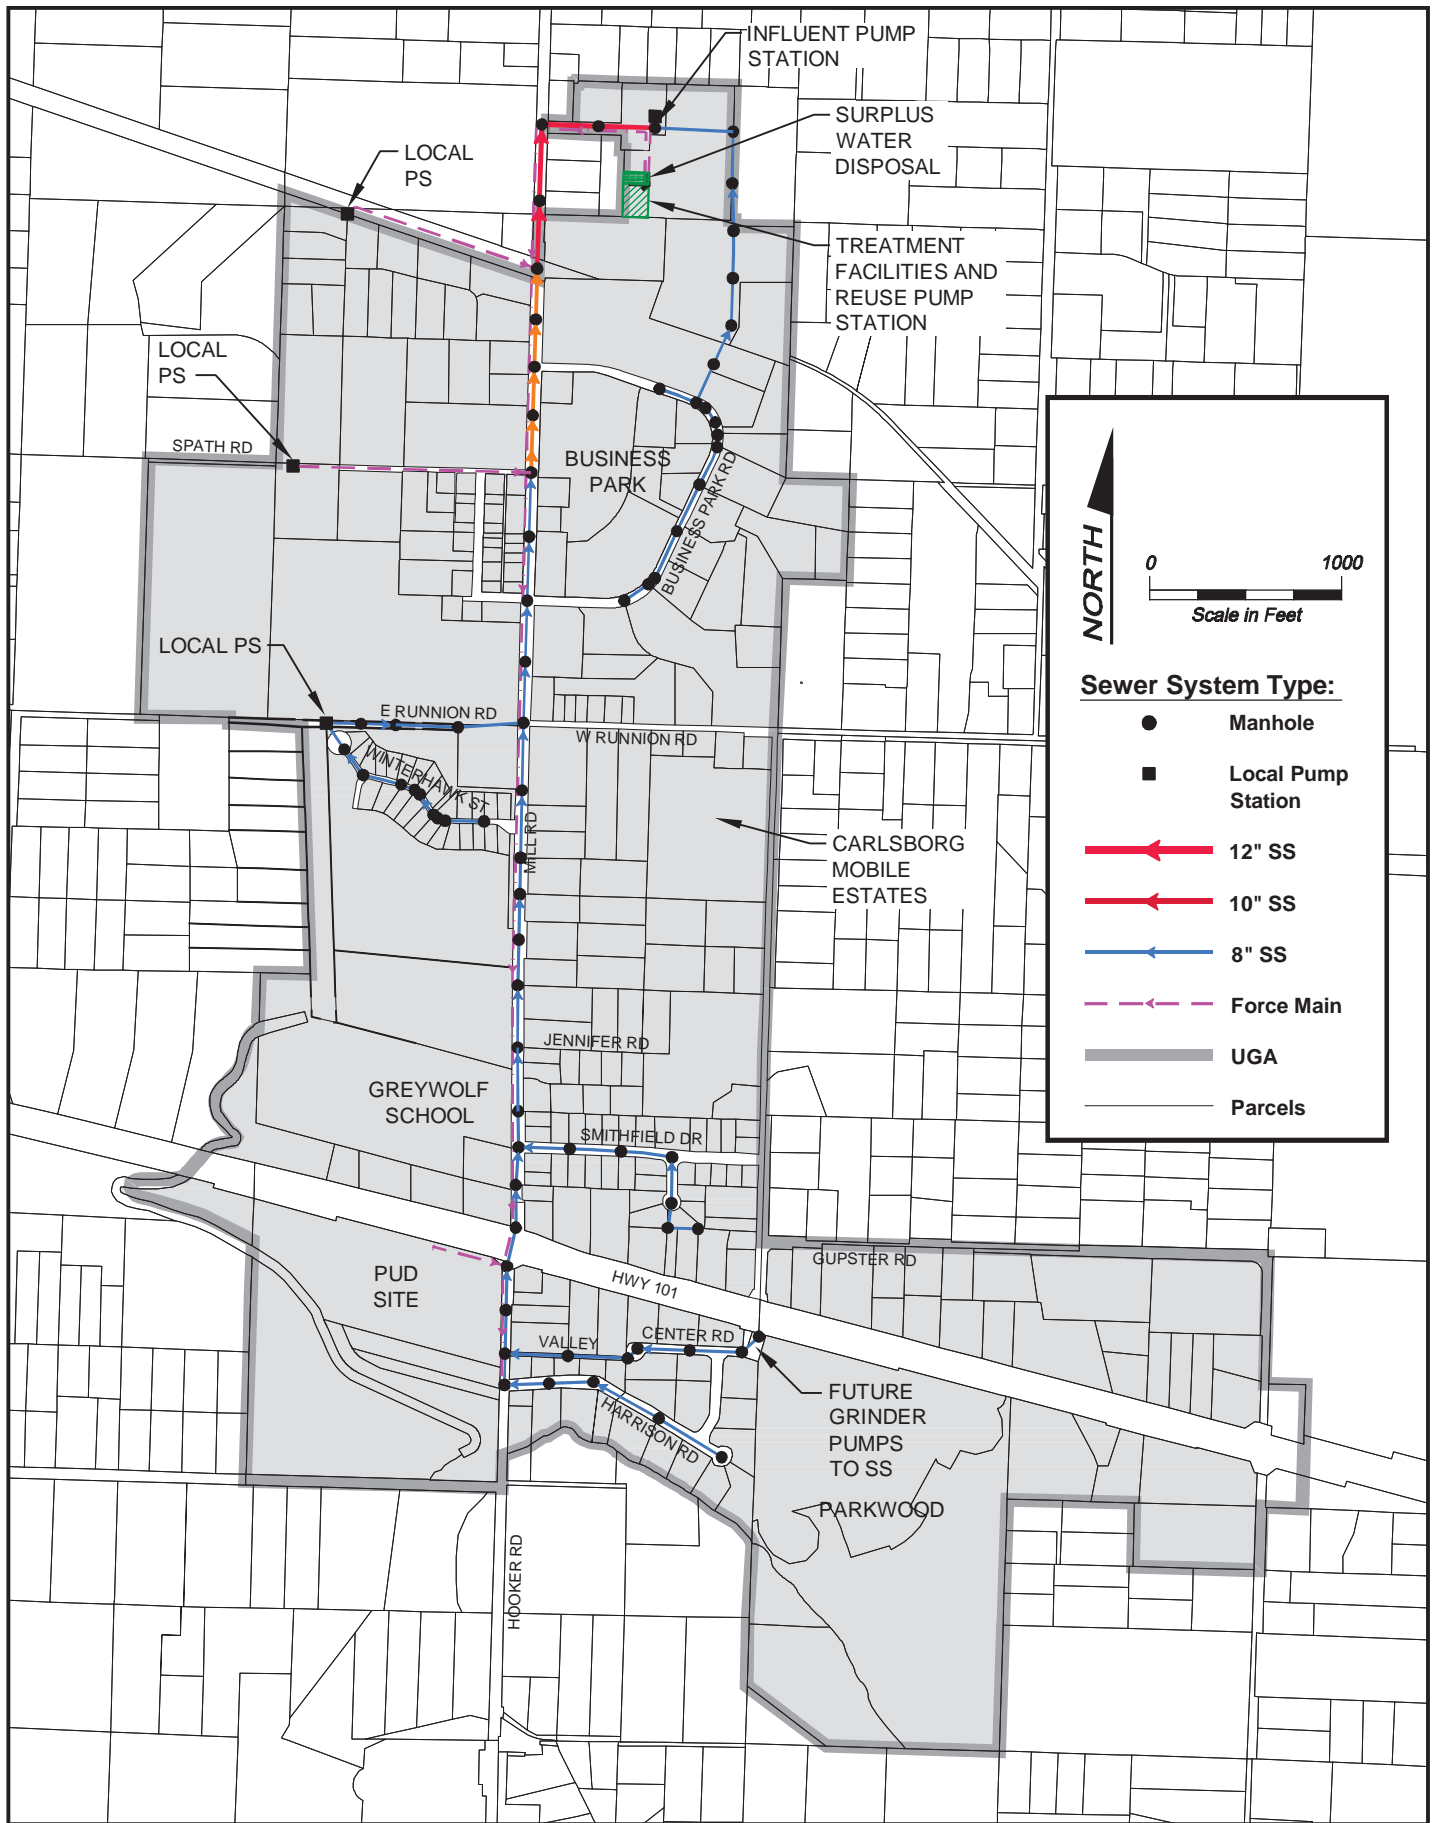 INFLUENT PUMP
STATION
SURPLUS
WATER
DISPOSAL
LOCAL
PS
TREATMENT
FACILITIES AND
REUSE PUMP
STATION
LOCAL
PS
SPATH RD
BUSINESS
PARK
BUSINESS PARK RD
LOCAL PS
E RUNNION RD
W RUNNION RD
WINTERHAWK ST
MILL RD
CARLSBORG
MOBILE
ESTATES
JENNIFER RD
GREYWOLF
SCHOOL
SMITHFIELD DR
GUPSTER RD
PUD
SITE
HWY 101
VALLEY
CENTER RD
FUTURE
GRINDER
PUMPS
TO SS
HARRISON RD
PARKWOOD
HOOKER RD
NORTH
0 1000
Scale in Feet
Sewer System Type:
Manhole
Local Pump
Station
12" SS
10" SS
8" SS
Force Main
UGA
Parcels